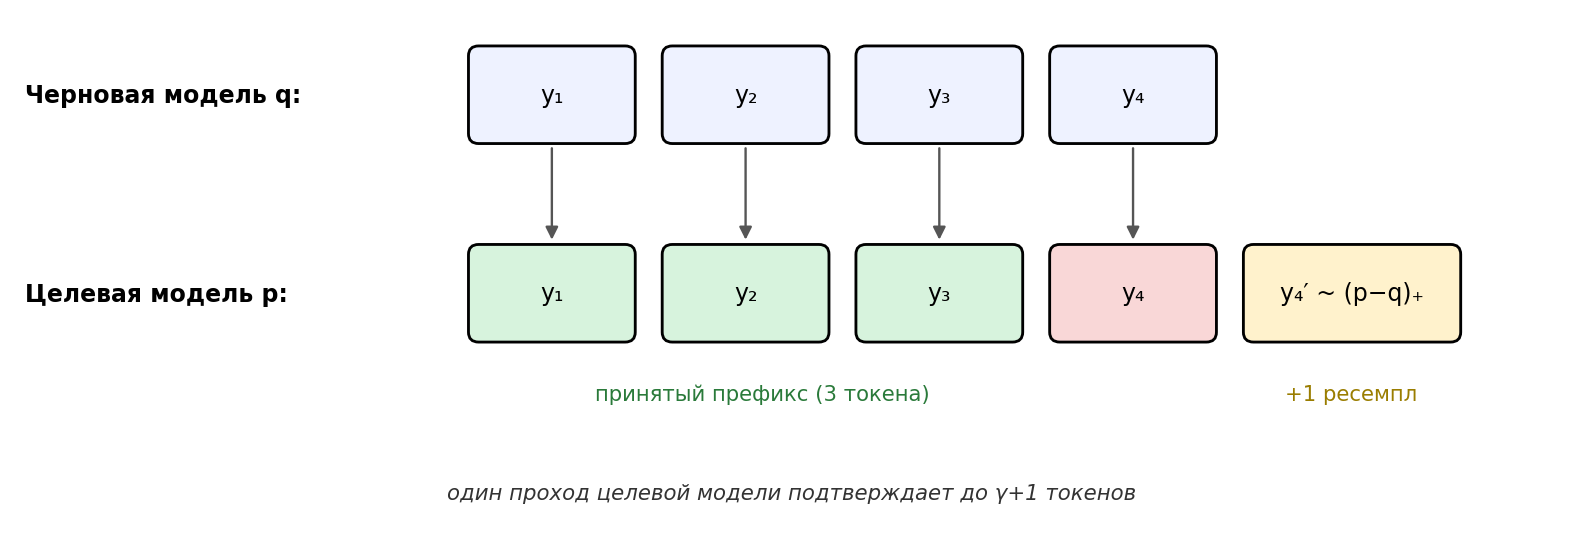 Черновая модель q:
y₁ y₂ y₃ y₄
Целевая модель p:
y₁ y₂ y₃ y₄ y₄′ ~ (p−q)₊
принятый префикс (3 токена)
+1 ресемпл
один проход целевой модели подтверждает до γ+1 токенов